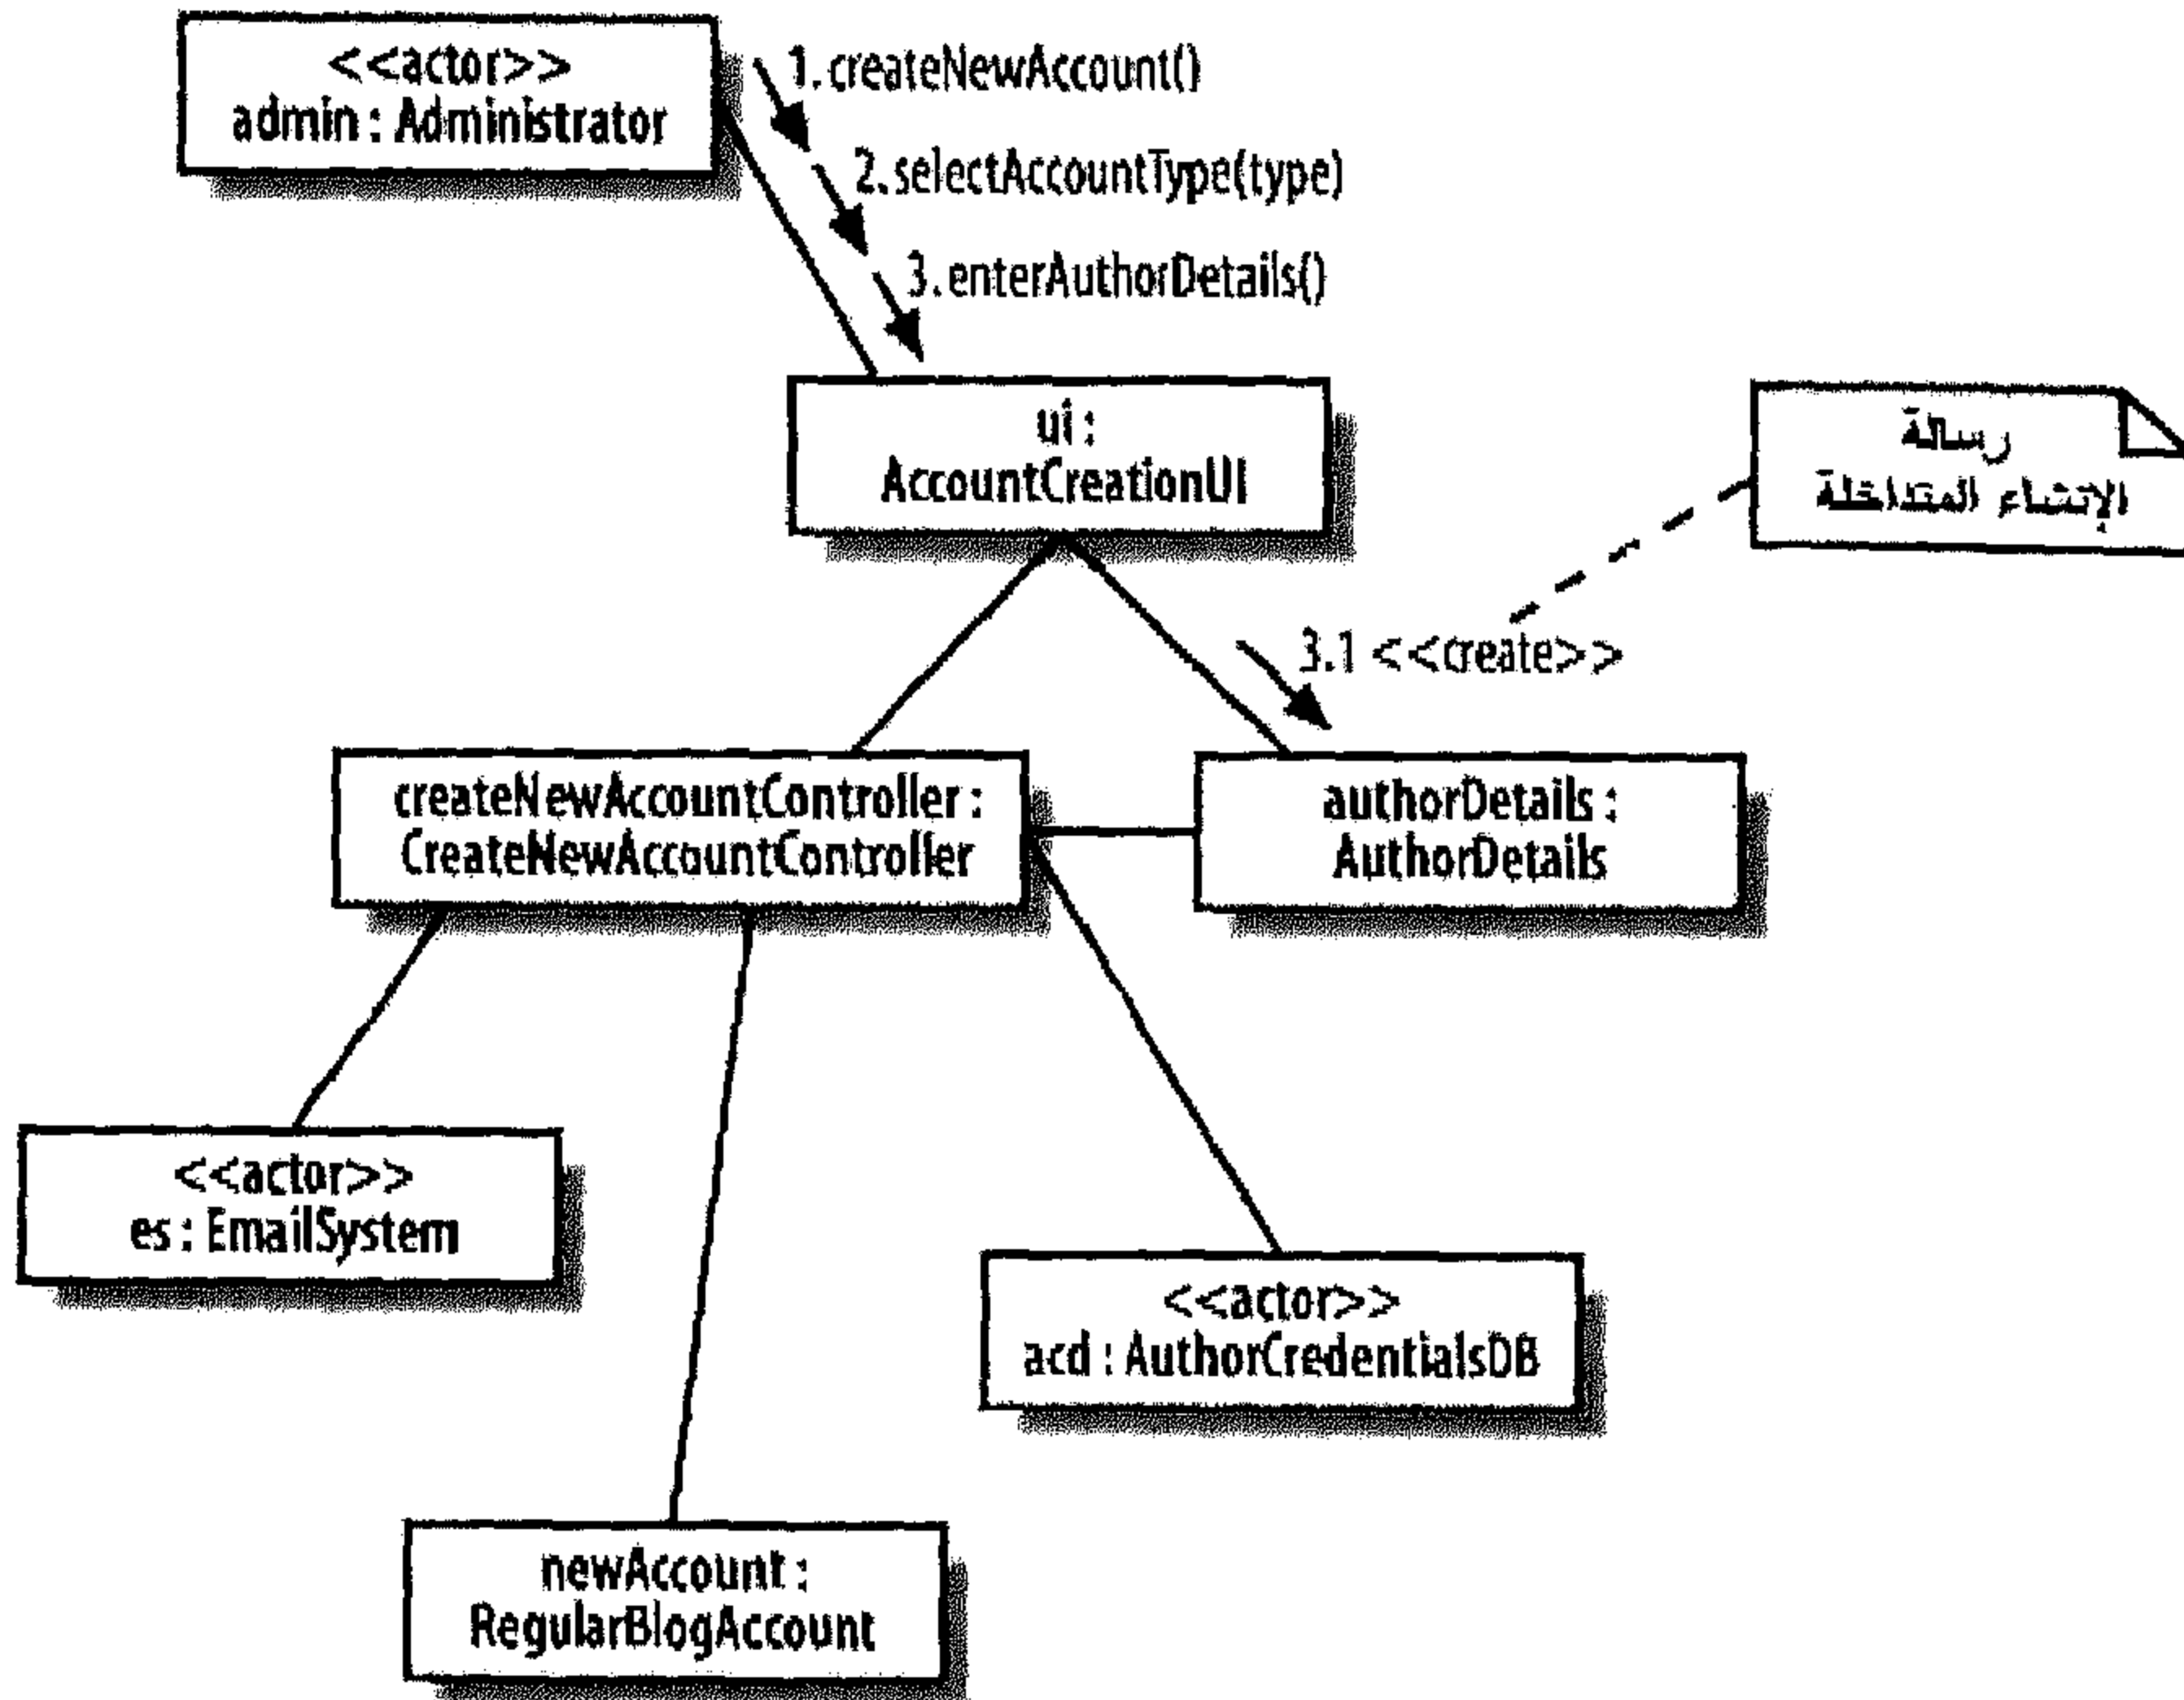 <<actor>>
admin : Administrator
1. createNewAccount()
2. selectAccountType(type)
3. enterAuthorDetails()
ui :
AccountCreationUI
رسالة
الإنشاء المتداخلة
3.1 <<create>>
createNewAccountController :
CreateNewAccountController
authorDetails :
AuthorDetails
<<actor>>
es : EmailSystem
<<actor>>
acd : AuthorCredentialsDB
newAccount :
RegularBlogAccount